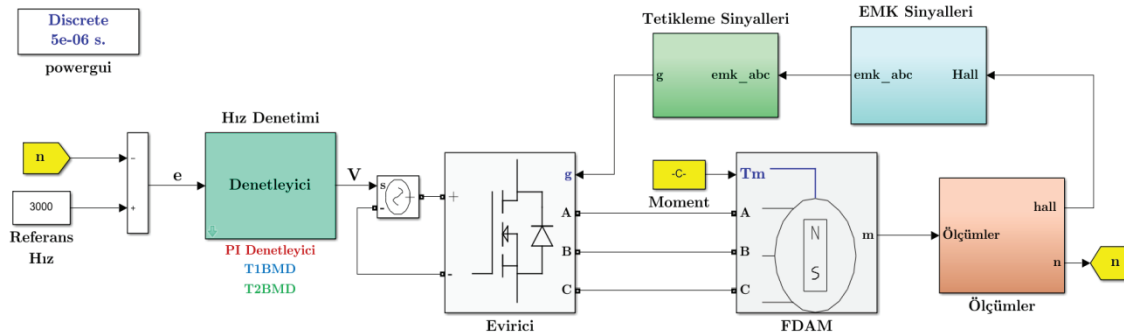 Discrete
5e-06 s.
powergui
n
3000
Referans
Hız
−
+
e
Hız Denetimi
Denetleyici
PI Denetleyici
T1BMD
T2BMD
V
s
-
+
+
-
g
A
B
C
Evirici
Tetikleme Sinyalleri
g
emk_abc
EMK Sinyalleri
emk_abc
Hall
-C-
Moment
Tm
A
B
C
N
S
m
FDAM
Ölçümler
hall
n
Ölçümler
n